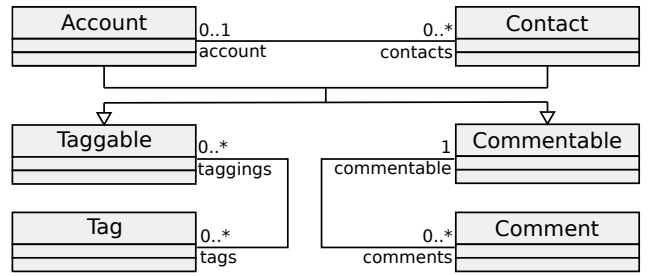 Account
0..1
account
0..*
contacts
Contact
Taggable
0..*
taggings
1
commentable
Commentable
Tag
0..*
tags
0..*
comments
Comment